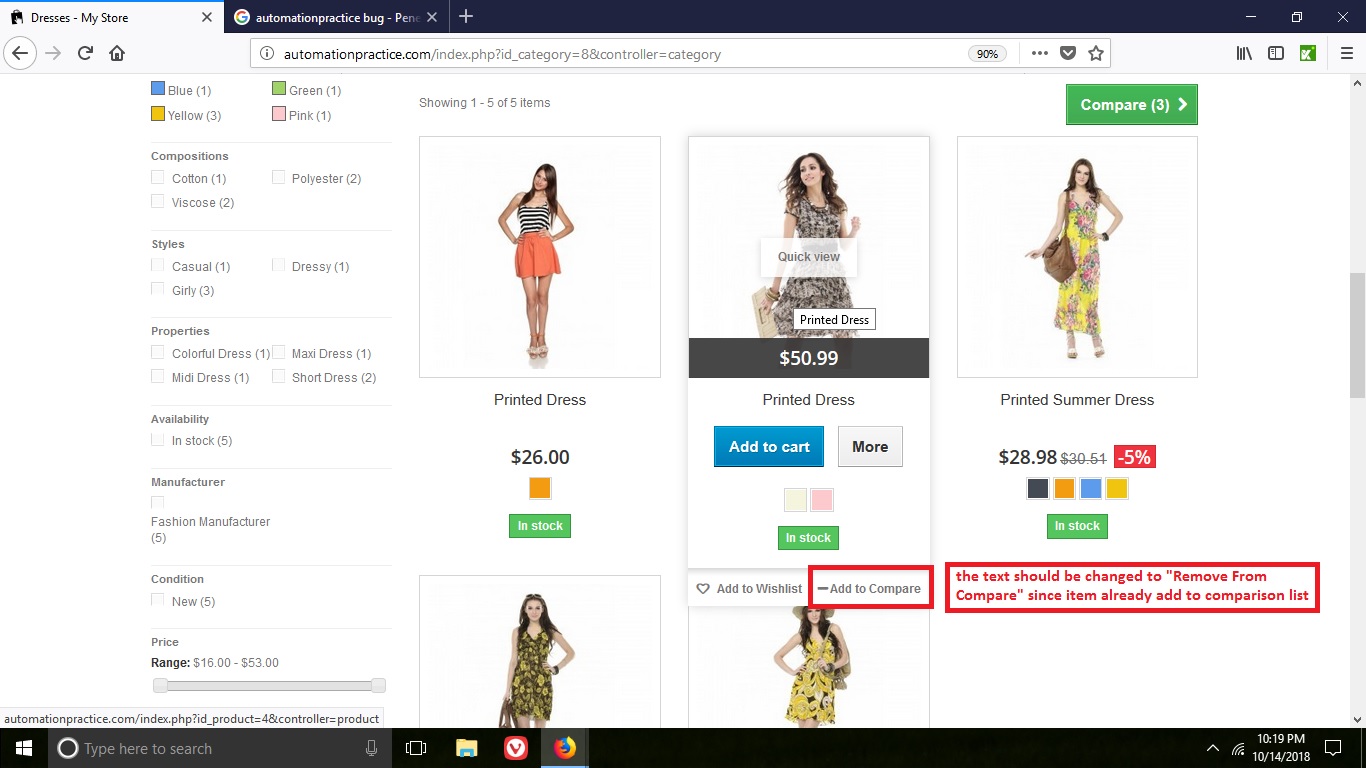 Dresses - My Store
automationpractice bug - Pene
automationpractice.com/index.php?id_category=8&controller=category
90%
Blue (1)
Green (1)
Yellow (3)
Pink (1)
Compositions
Cotton (1)
Polyester (2)
Viscose (2)
Styles
Casual (1)
Dressy (1)
Girly (3)
Properties
Colorful Dress (1)
Maxi Dress (1)
Midi Dress (1)
Short Dress (2)
Availability
In stock (5)
Manufacturer
Fashion Manufacturer
(5)
Condition
New (5)
Price
Range: $16.00 - $53.00
Showing 1 - 5 of 5 items
Compare (3)
Printed Dress
$26.00
In stock
Quick view
Printed Dress
$50.99
Printed Dress
Add to cart
More
In stock
Add to Wishlist
Add to Compare
Printed Summer Dress
$28.98 $30.51 -5%
In stock
the text should be changed to "Remove From
Compare" since item already add to comparison list
automationpractice.com/index.php?id_product=4&controller=product
Type here to search
10:19 PM
10/14/2018